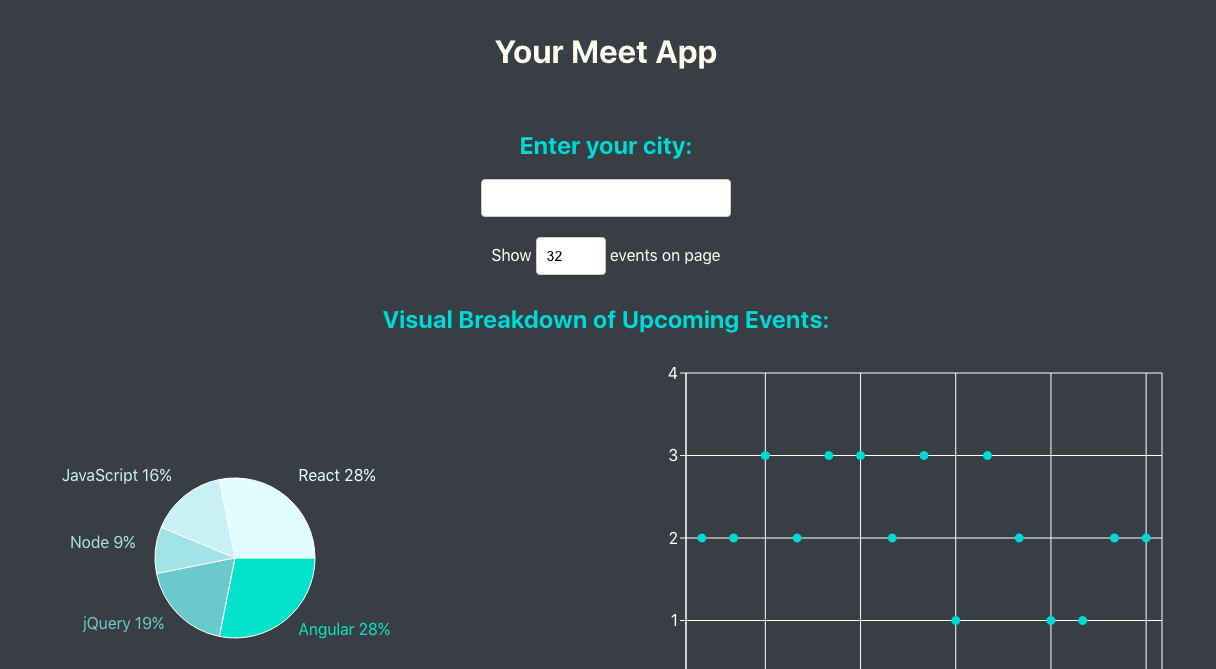 Your Meet App
Enter your city:
Show 32 events on page
Visual Breakdown of Upcoming Events:
JavaScript 16%
React 28%
Node 9%
jQuery 19%
Angular 28%
4
3
2
1